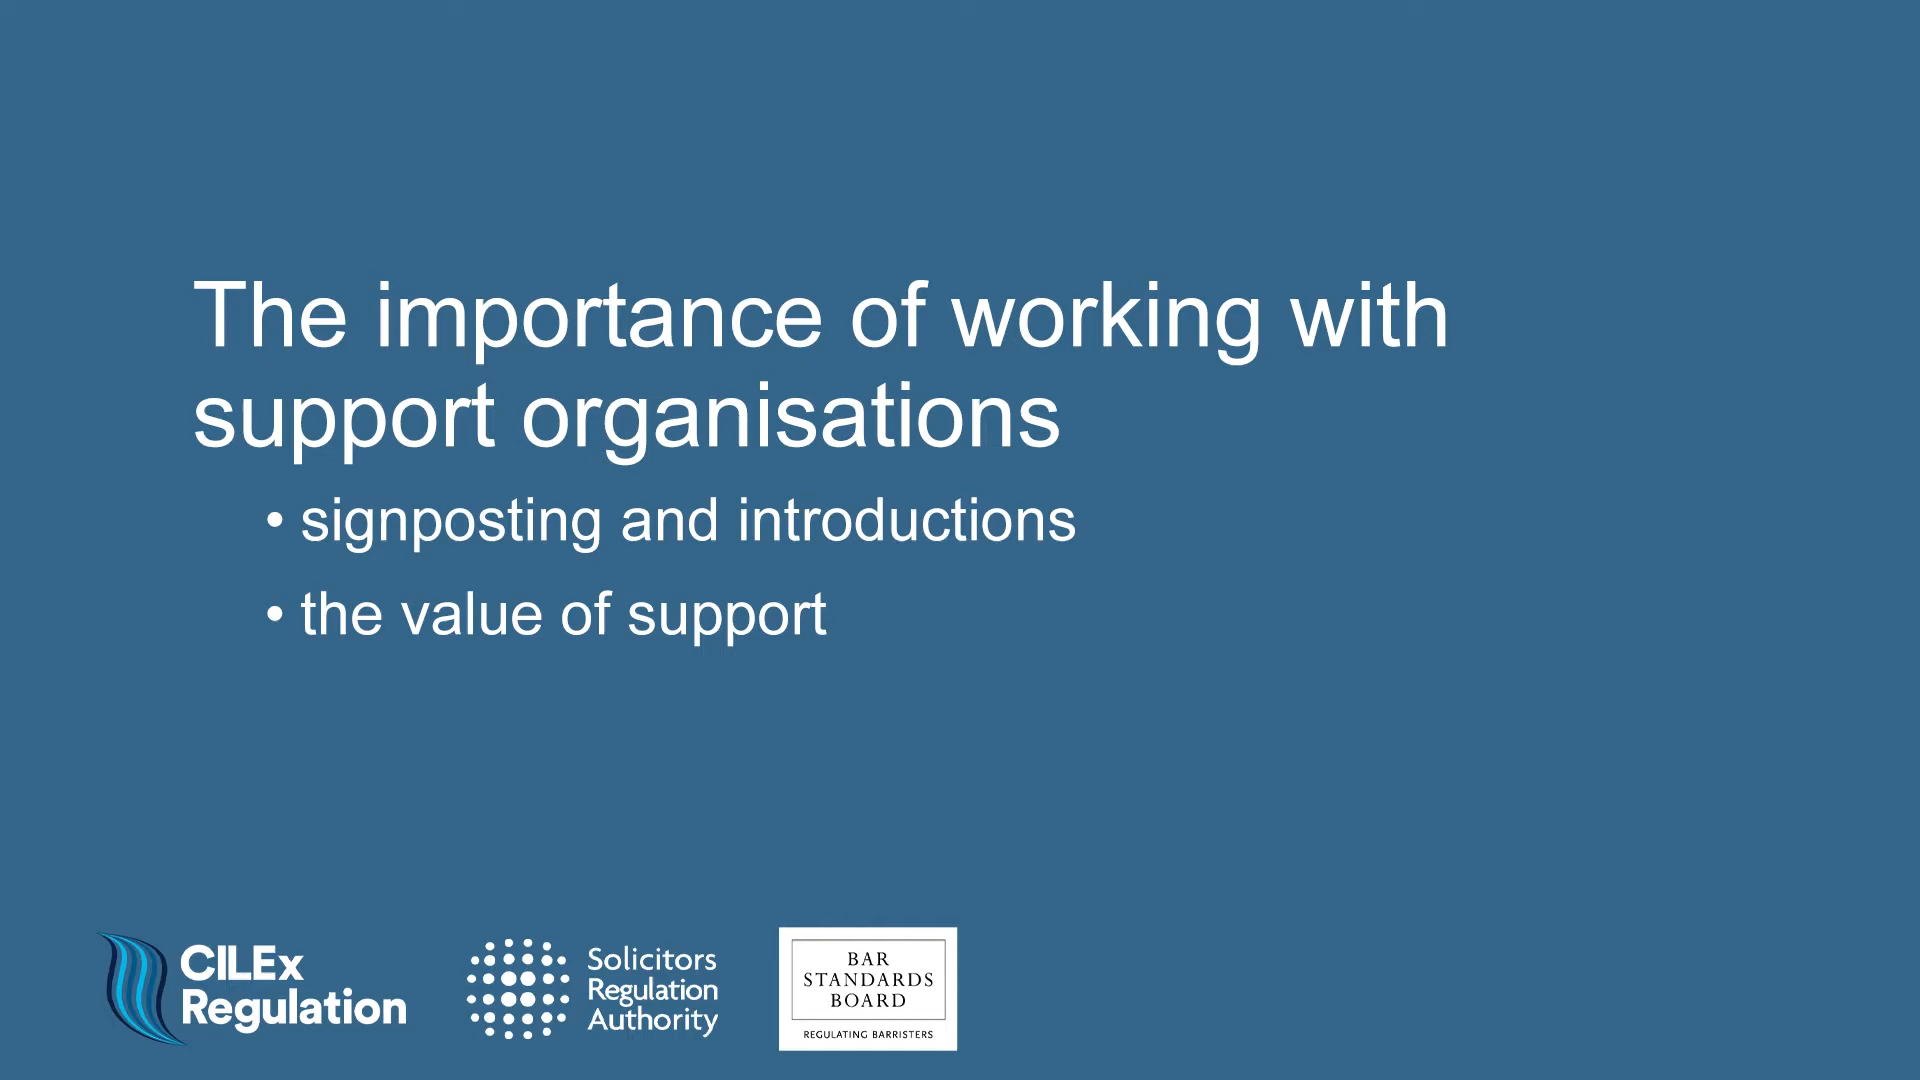 The importance of working with
support organisations
• signposting and introductions
• the value of support
CILEx
Regulation
Solicitors
Regulation
Authority
BAR
STANDARDS
BOARD
REGULATING BARRISTERS